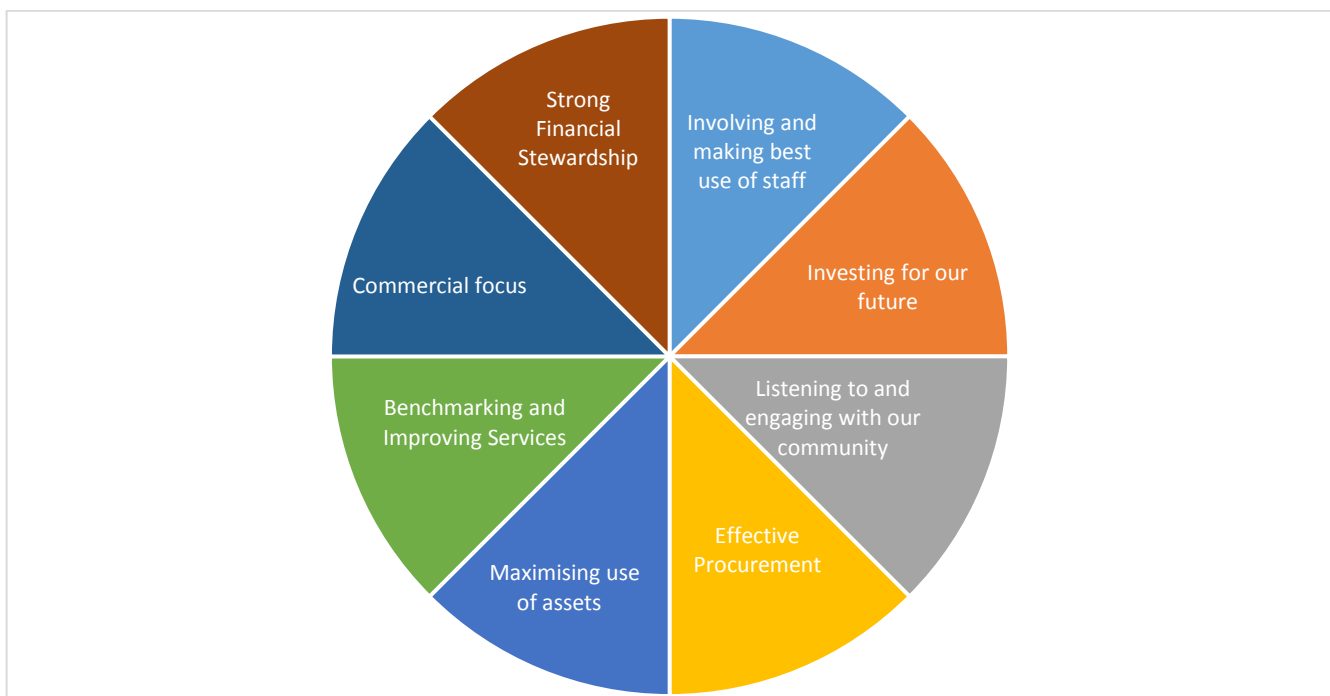 Strong
Financial
Stewardship
Involving and
making best
use of staff
Commercial focus
Investing for our
future
Benchmarking and
Improving Services
Listening to and
engaging with our
community
Maximising use
of assets
Effective
Procurement